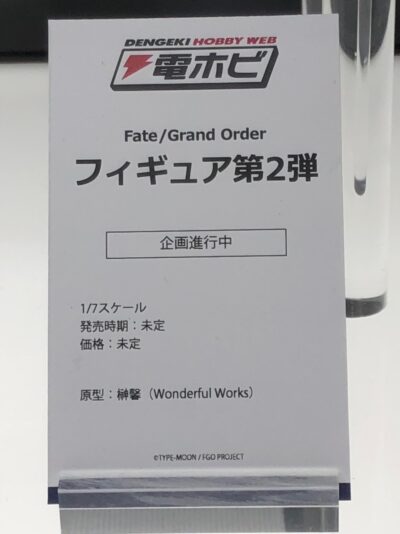 DENGEKI HOBBY WEB
電ホビ
Fate/Grand Order
フィギュア第2弾
企画進行中
1/7スケール
発売時期：未定
価格：未定
原型：榊馨（Wonderful Works）
©TYPE-MOON / FGO PROJECT